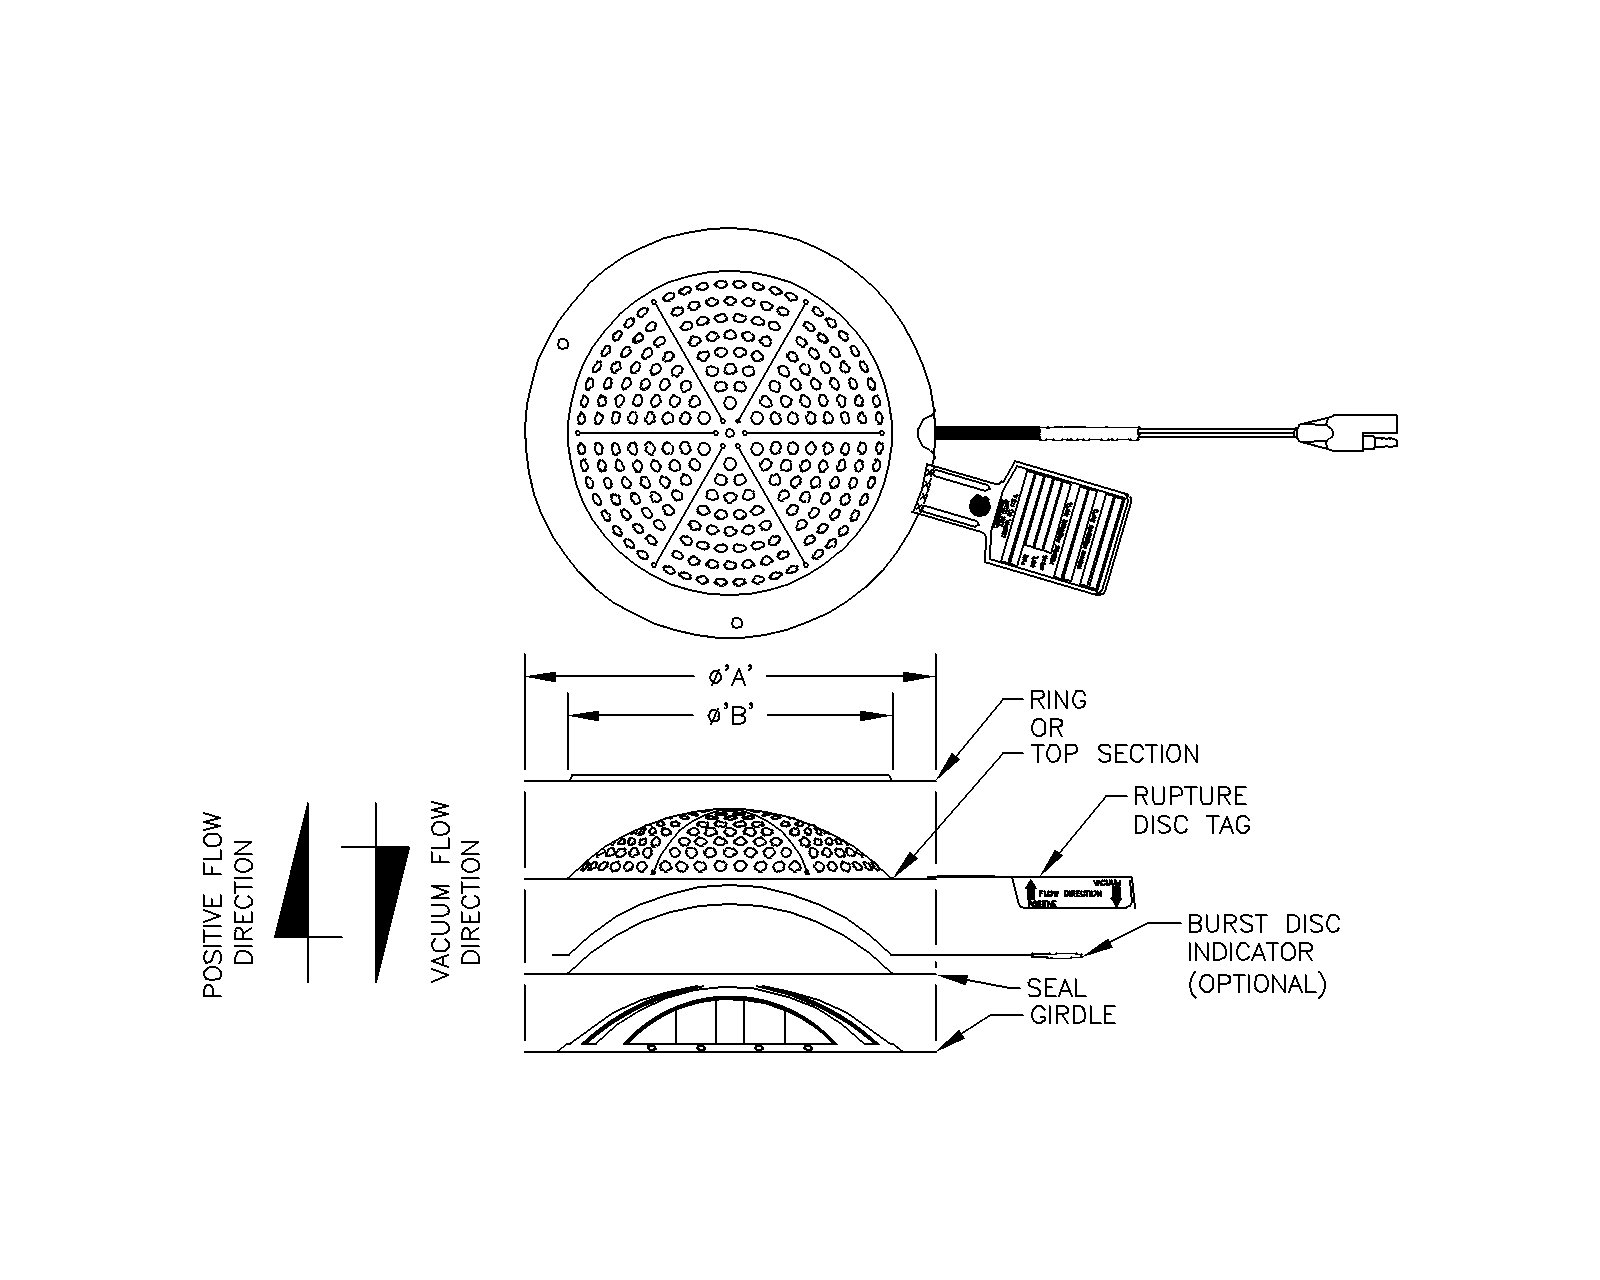 ø'A'
ø'B'
RING
OR
TOP SECTION
RUPTURE
DISC TAG
POSITIVE FLOW
DIRECTION
VACUUM FLOW
DIRECTION
VACUUM
FLOW DIRECTION
POSITIVE
BURST DISC
INDICATOR
(OPTIONAL)
SEAL
GIRDLE